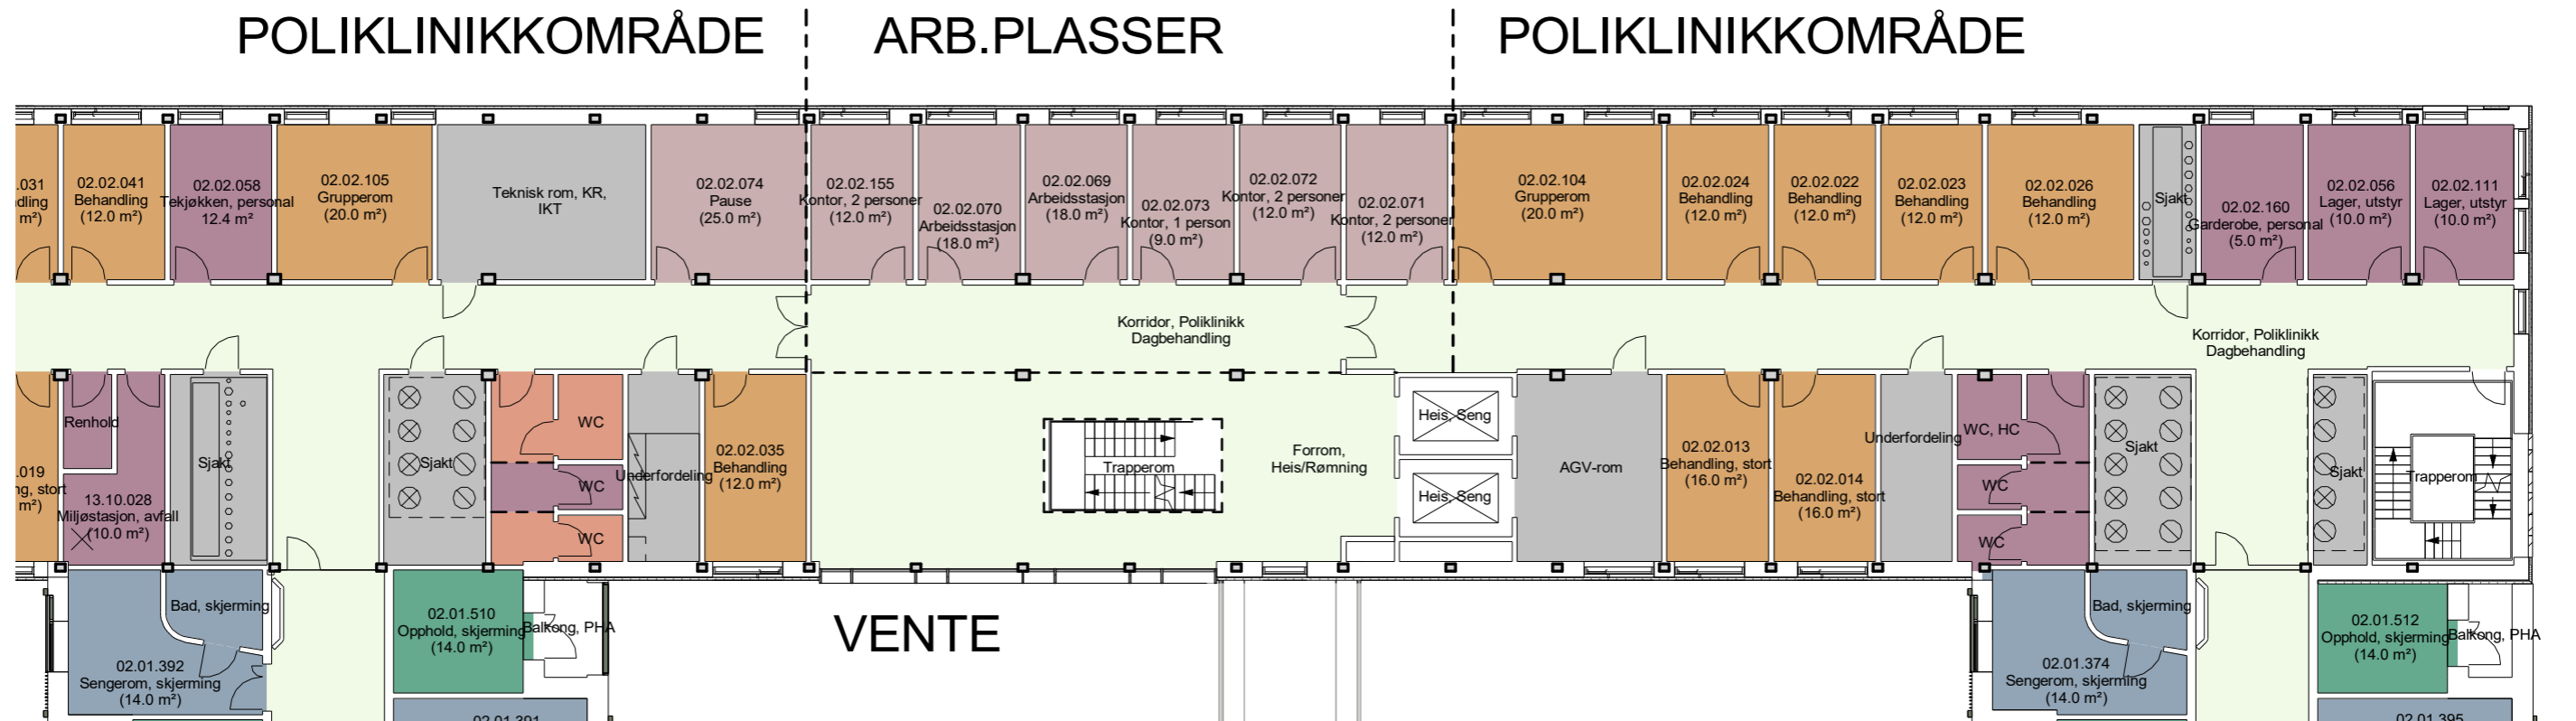 POLIKLINIKKOMRÅDE
ARB.PLASSER
POLIKLINIKKOMRÅDE
.031
dling
m²)
02.02.041
Behandling
(12.0 m²)
02.02.058
Tekjøkken, personal
12.4 m²
02.02.105
Grupperom
(20.0 m²)
Teknisk rom, KR,
IKT
02.02.074
Pause
(25.0 m²)
02.02.155
Kontor, 2 personer
(12.0 m²)
02.02.070
Arbeidsstasjon
(18.0 m²)
02.02.069
Arbeidsstasjon
(18.0 m²)
02.02.073
Kontor, 1 person
(9.0 m²)
02.02.072
Kontor, 2 personer
(12.0 m²)
02.02.071
Kontor, 2 personer
(12.0 m²)
02.02.104
Grupperom
(20.0 m²)
02.02.024
Behandling
(12.0 m²)
02.02.022
Behandling
(12.0 m²)
02.02.023
Behandling
(12.0 m²)
02.02.026
Behandling
(12.0 m²)
Sjakt
02.02.160
Garderobe, personal
(5.0 m²)
02.02.056
Lager, utstyr
(10.0 m²)
02.02.111
Lager, utstyr
(10.0 m²)
Korridor, Poliklinikk
Dagbehandling
Korridor, Poliklinikk
Dagbehandling
.019
ng, stort
m²)
Renhold
13.10.028
Miljøstasjon, avfall
(10.0 m²)
Sjakt
Sjakt
WC
WC
WC
Underfordeling
02.02.035
Behandling
(12.0 m²)
Trapperom
Forrom,
Heis/Rømning
Heis, Seng
Heis, Seng
AGV-rom
02.02.013
Behandling, stort
(16.0 m²)
02.02.014
Behandling, stort
(16.0 m²)
Underfordeling
WC, HC
WC
WC
Sjakt
Sjakt
Trapperom
Bad, skjerming
02.01.392
Sengerom, skjerming
(14.0 m²)
02.01.510
Opphold, skjerming
(14.0 m²)
Balkong, PHA
02.01.391
VENTE
Bad, skjerming
02.01.374
Sengerom, skjerming
(14.0 m²)
02.01.512
Opphold, skjerming
(14.0 m²)
Balkong, PHA
02.01.395